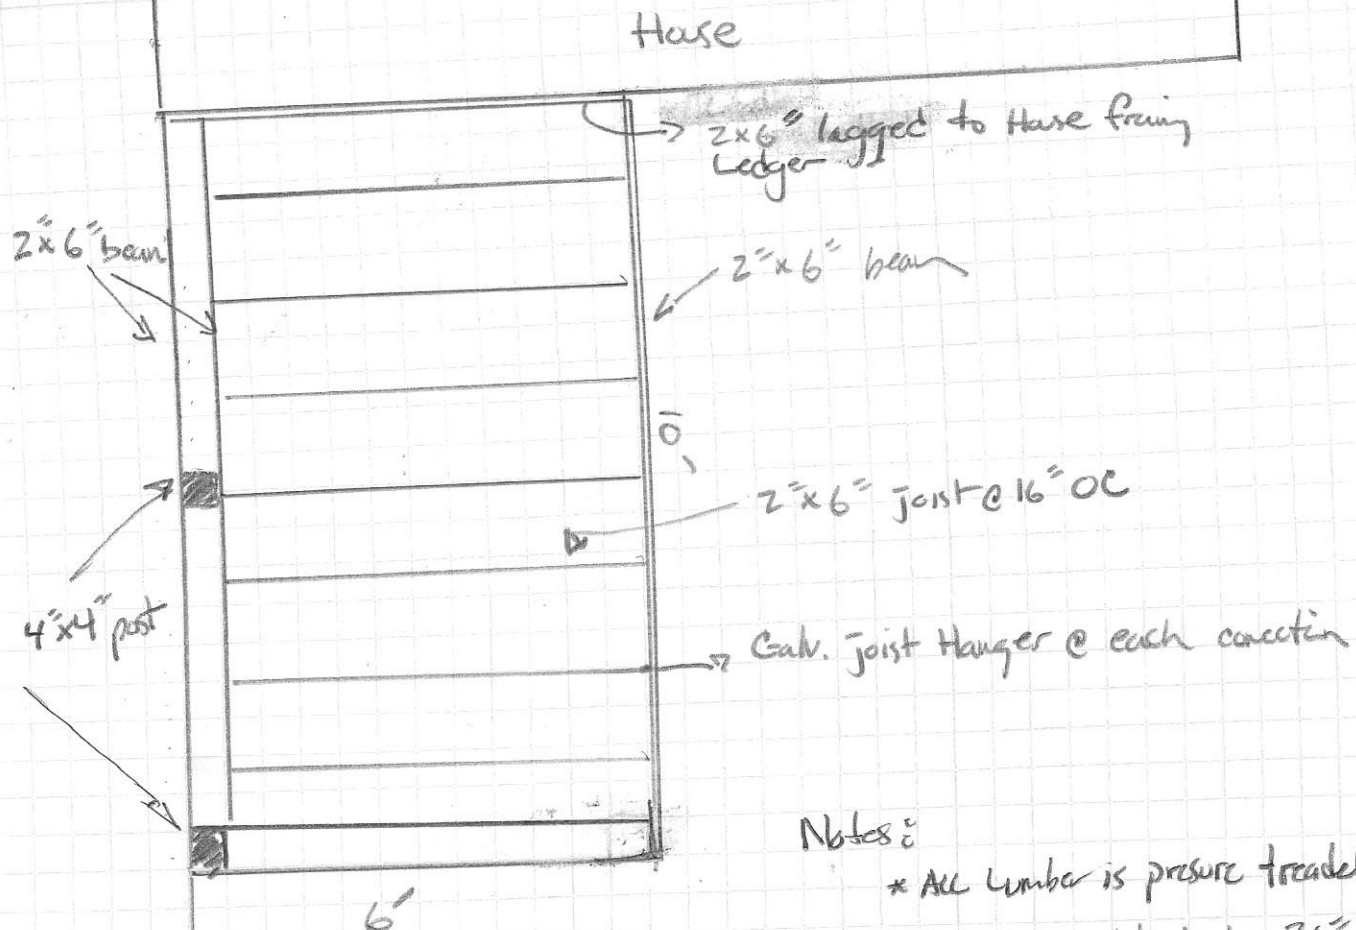 House
2x6" lagged to House framing
Ledger
2"x6" beam
2"x6" beam
10'
2"x6" joist @ 16" OC
4"x4" post
Galv. joist Hanger @ each conection
Notes:
* All Lumber is presure treaded
6'